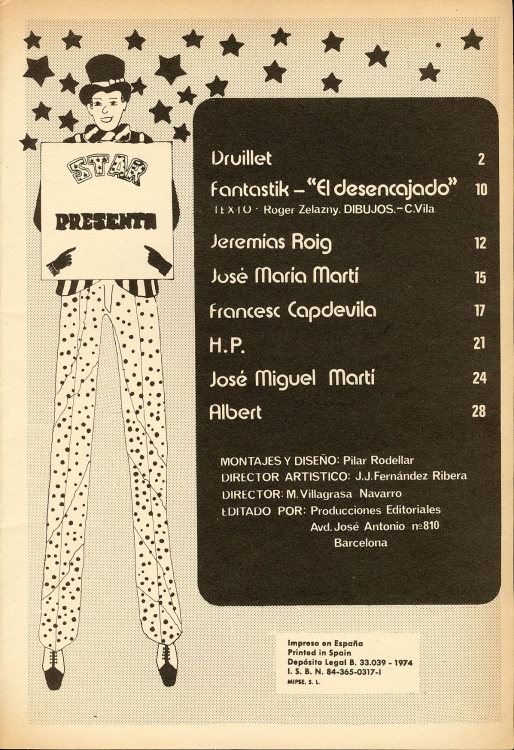 STAR
PRESENTA
Druillet 2
Fantastik – “El desencajado” 10
TEXTO - Roger Zelazny. DIBUJOS.- C.Vila
Jeremías Roig 12
José María Martí 15
Francesc Capdevila 17
H.P. 21
José Miguel Martí 24
Albert 28
MONTAJES Y DISEÑO: Pilar Rodellar
DIRECTOR ARTISTICO: J.J.Fernández Ribera
DIRECTOR: M.Villagrasa Navarro
EDITADO POR: Producciones Editoriales
Avd. José Antonio nº 810
Barcelona
Impreso en España
Printed in Spain
Depósito Legal B. 33.039 - 1974
I. S. B. N. 84-365-0317-I
MIPSE, S. L.